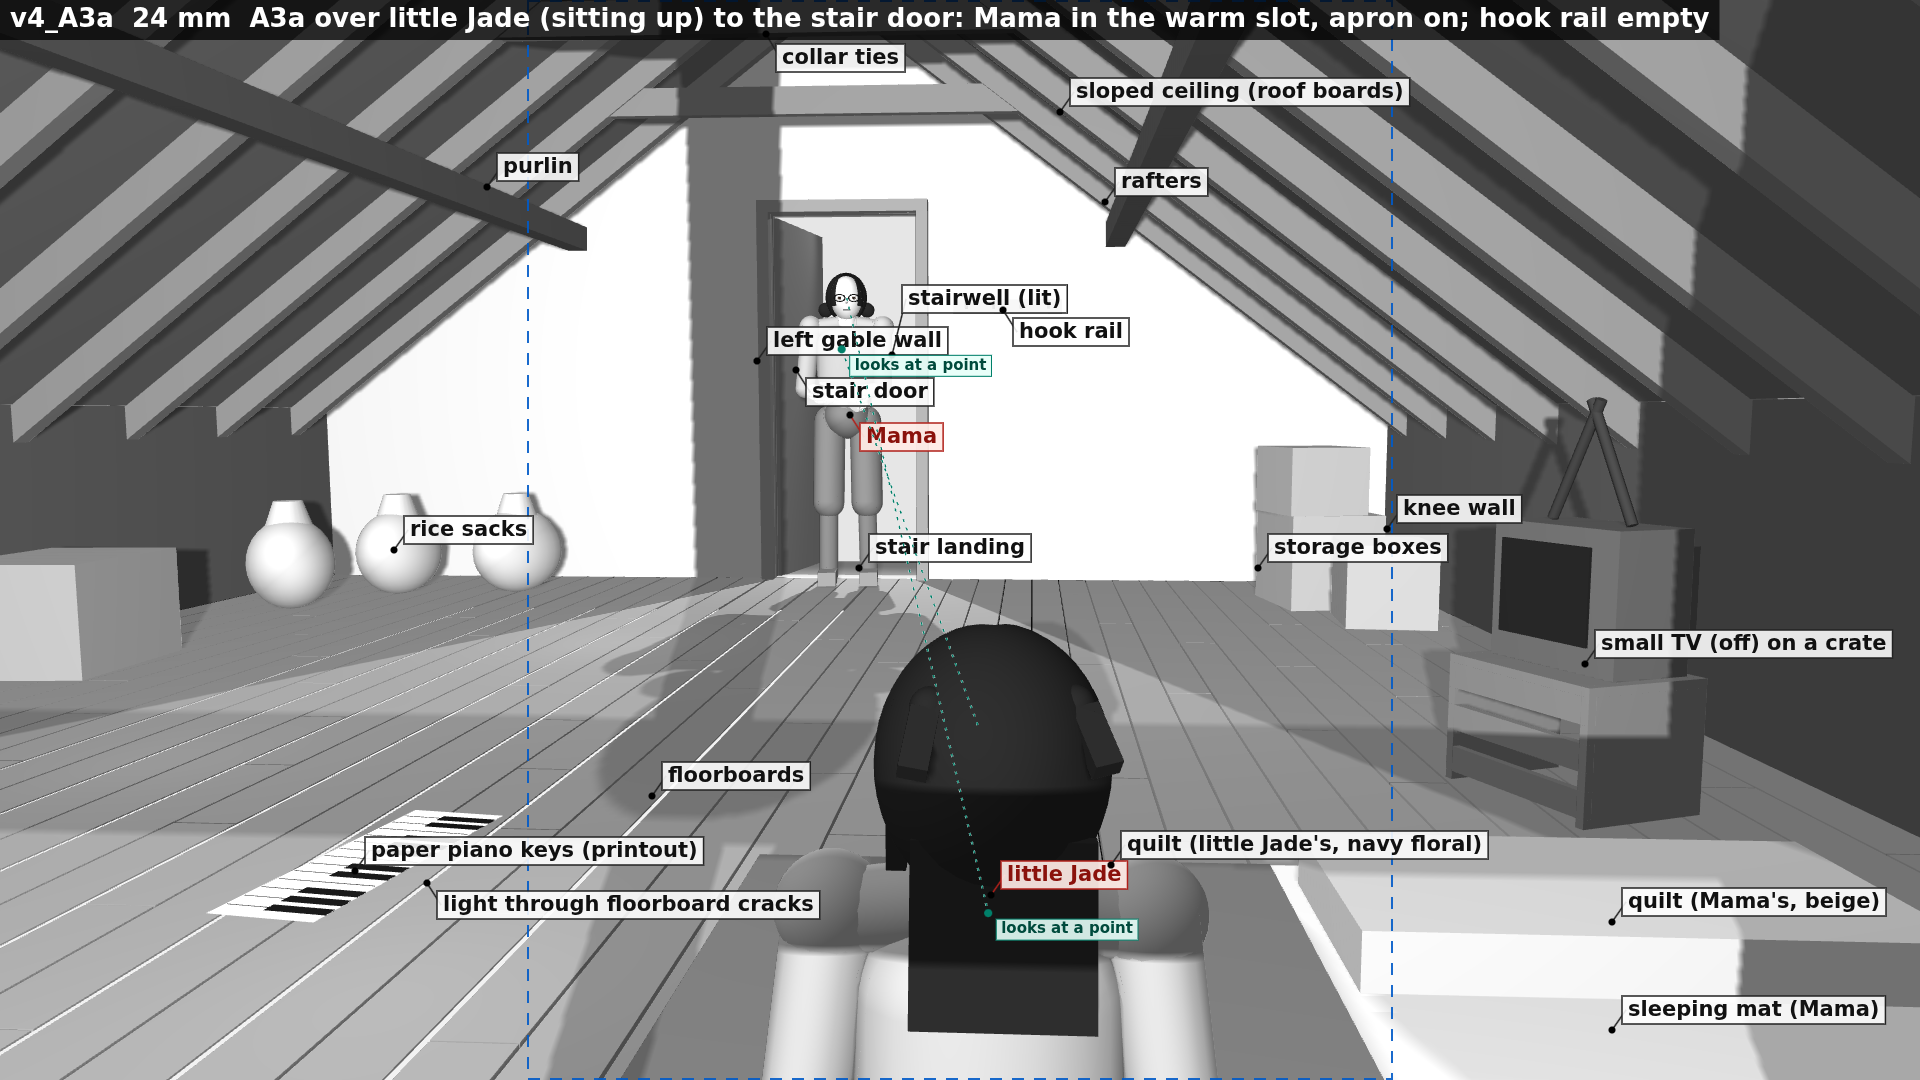 v4_A3a  24 mm  A3a over little Jade (sitting up) to the stair door: Mama in the warm slot, apron on; hook rail empty
collar ties
sloped ceiling (roof boards)
purlin
rafters
stairwell (lit)
hook rail
left gable wall
looks at a point
stair door
Mama
knee wall
rice sacks
stair landing
storage boxes
small TV (off) on a crate
floorboards
paper piano keys (printout)
quilt (little Jade's, navy floral)
little Jade
light through floorboard cracks
quilt (Mama's, beige)
looks at a point
sleeping mat (Mama)